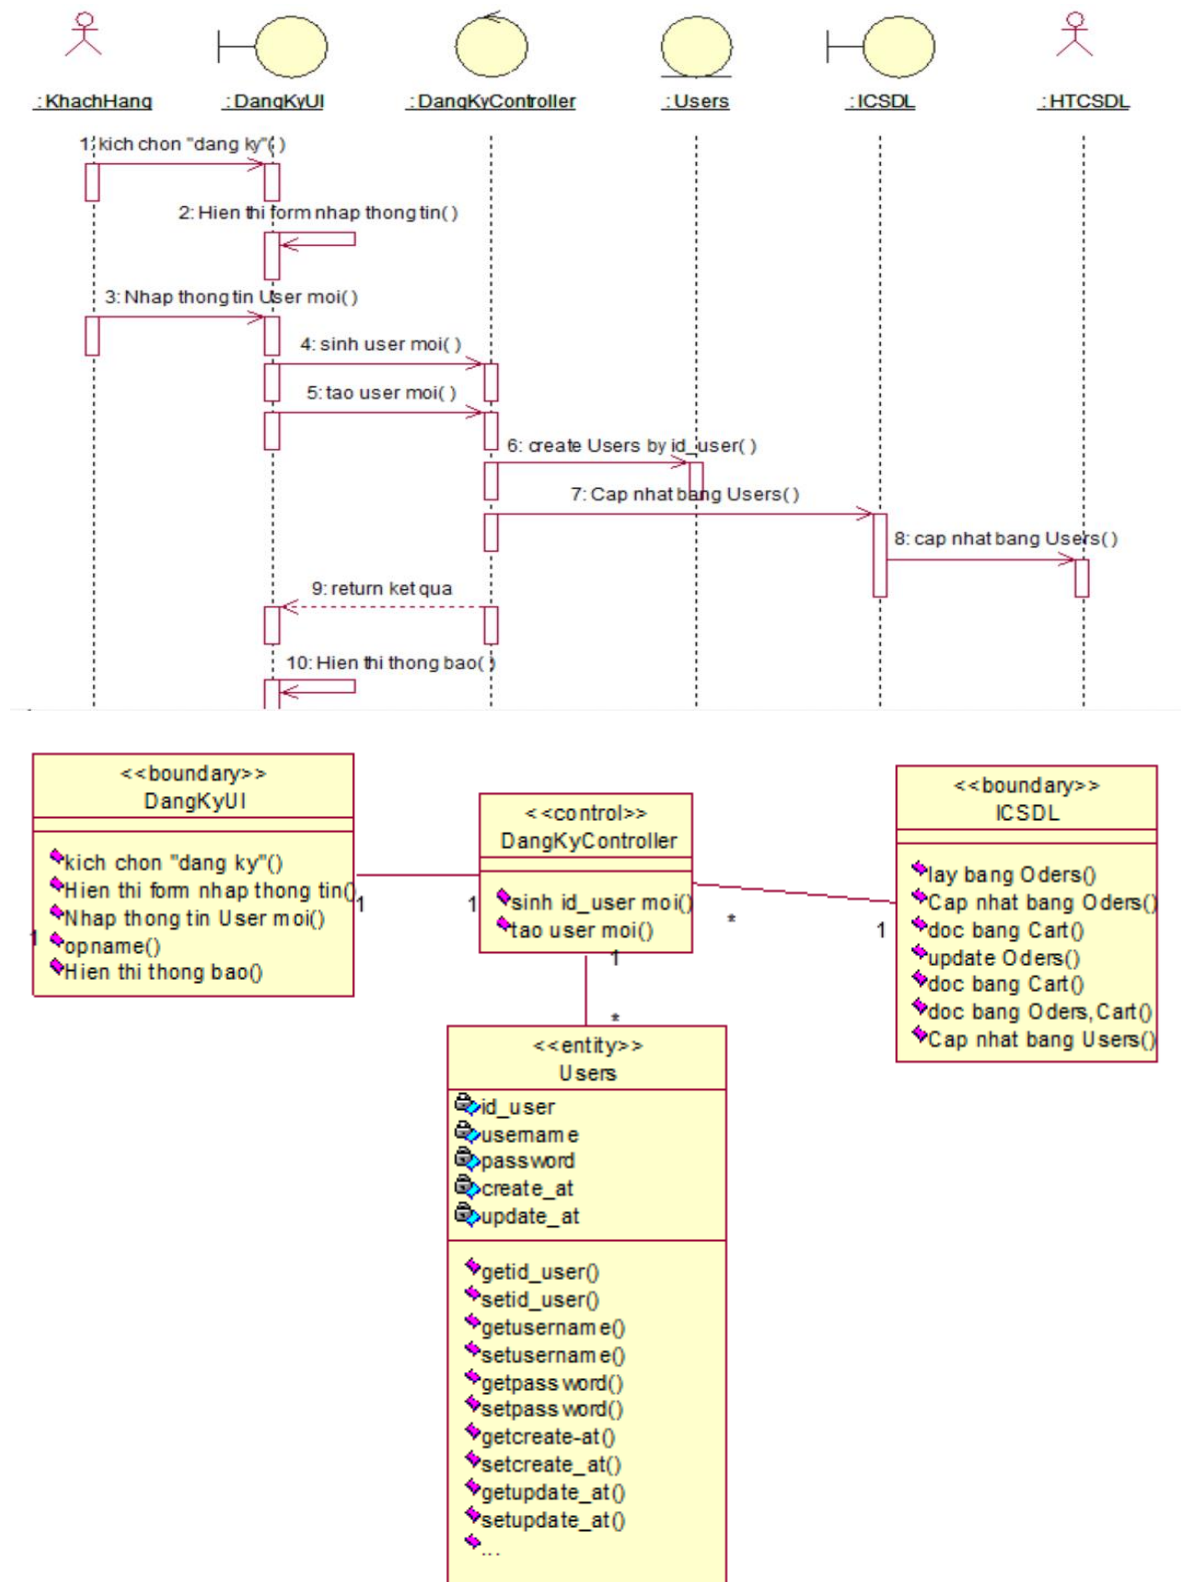 : KhachHang
: DangKyUI
: DangKyController
: Users
: ICSDL
: HTCSDL
1: kich chon "dang ky"( )
2: Hien thi form nhap thong tin( )
3: Nhap thong tin User moi( )
4: sinh user moi( )
5: tao user moi( )
6: create Users by id_user( )
7: Cap nhat bang Users( )
8: cap nhat bang Users( )
9: return ket qua
10: Hien thi thong bao( )
<<boundary>>
DangKyUI
kich chon "dang ky"()
Hien thi form nhap thong tin()
Nhap thong tin User moi()
opname()
Hien thi thong bao()
1
1
1
<<control>>
DangKyController
sinh id_user moi()
tao user moi()
1
*
*
1
<<boundary>>
ICSDL
lay bang Oders()
Cap nhat bang Oders()
doc bang Cart()
update Oders()
doc bang Cart()
doc bang Oders,Cart()
Cap nhat bang Users()
<<entity>>
Users
id_user
username
password
create_at
update_at
getid_user()
setid_user()
getusername()
setusername()
getpassword()
setpassword()
getcreate-at()
setcreate_at()
getupdate_at()
setupdate_at()
...